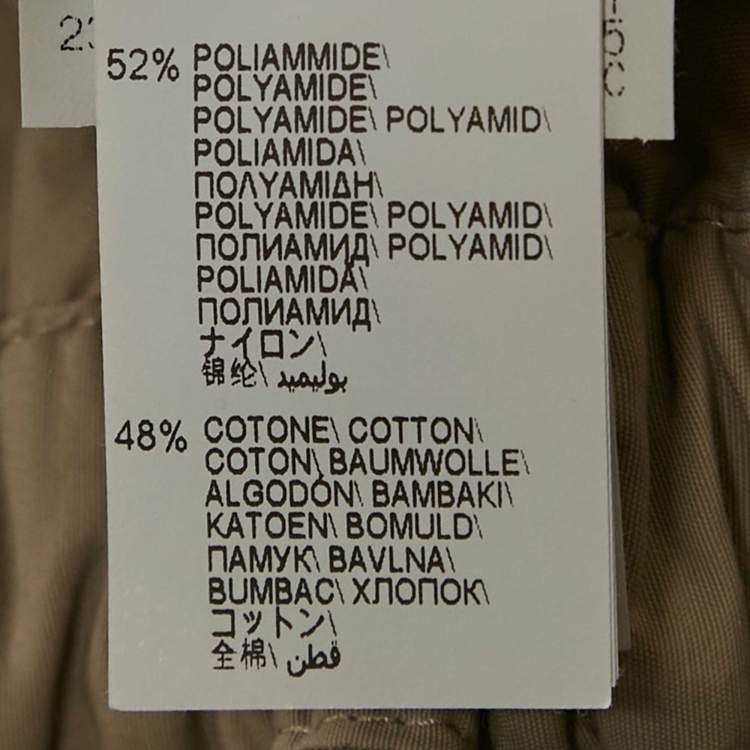 52% POLIAMMIDE\
POLYAMIDE\
POLYAMIDE\ POLYAMID\
POLIAMIDA\
ΠΟΛΥΑΜΙΔΗ\
POLYAMIDE\ POLYAMID\
ПОЛИАМИД\ POLYAMID\
POLIAMIDA\
ПОЛИАМИД\
ナイロン\
锦纶\ بوليميد
48% COTONE\ COTTON\
COTON\ BAUMWOLLE\
ALGODÓN\ BAMBAKI\
KATOEN\ BOMULD\
ПАМУК\ BAVLNA\
BUMBAC\ ХЛОПОК\
コットン\
全棉\ قطن